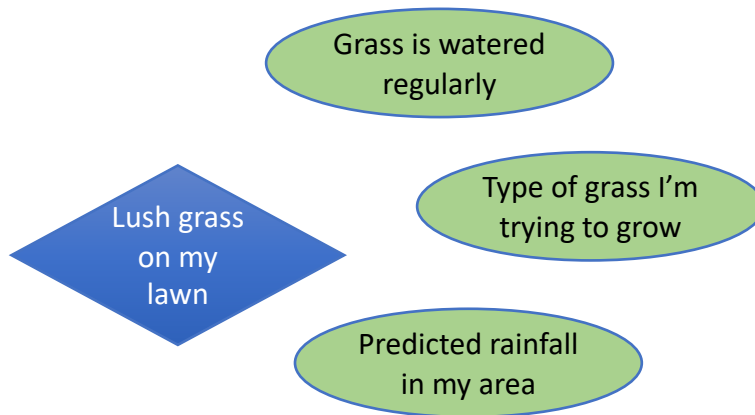 Grass is watered
regularly
Type of grass I’m
trying to grow
Lush grass
on my
lawn
Predicted rainfall
in my area